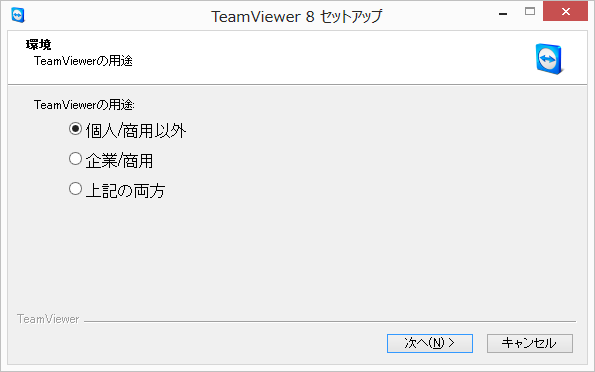 TeamViewer 8 セットアップ
環境
TeamViewerの用途
TeamViewerの用途:
個人/商用以外
企業/商用
上記の両方
TeamViewer
次へ(N) >
キャンセル